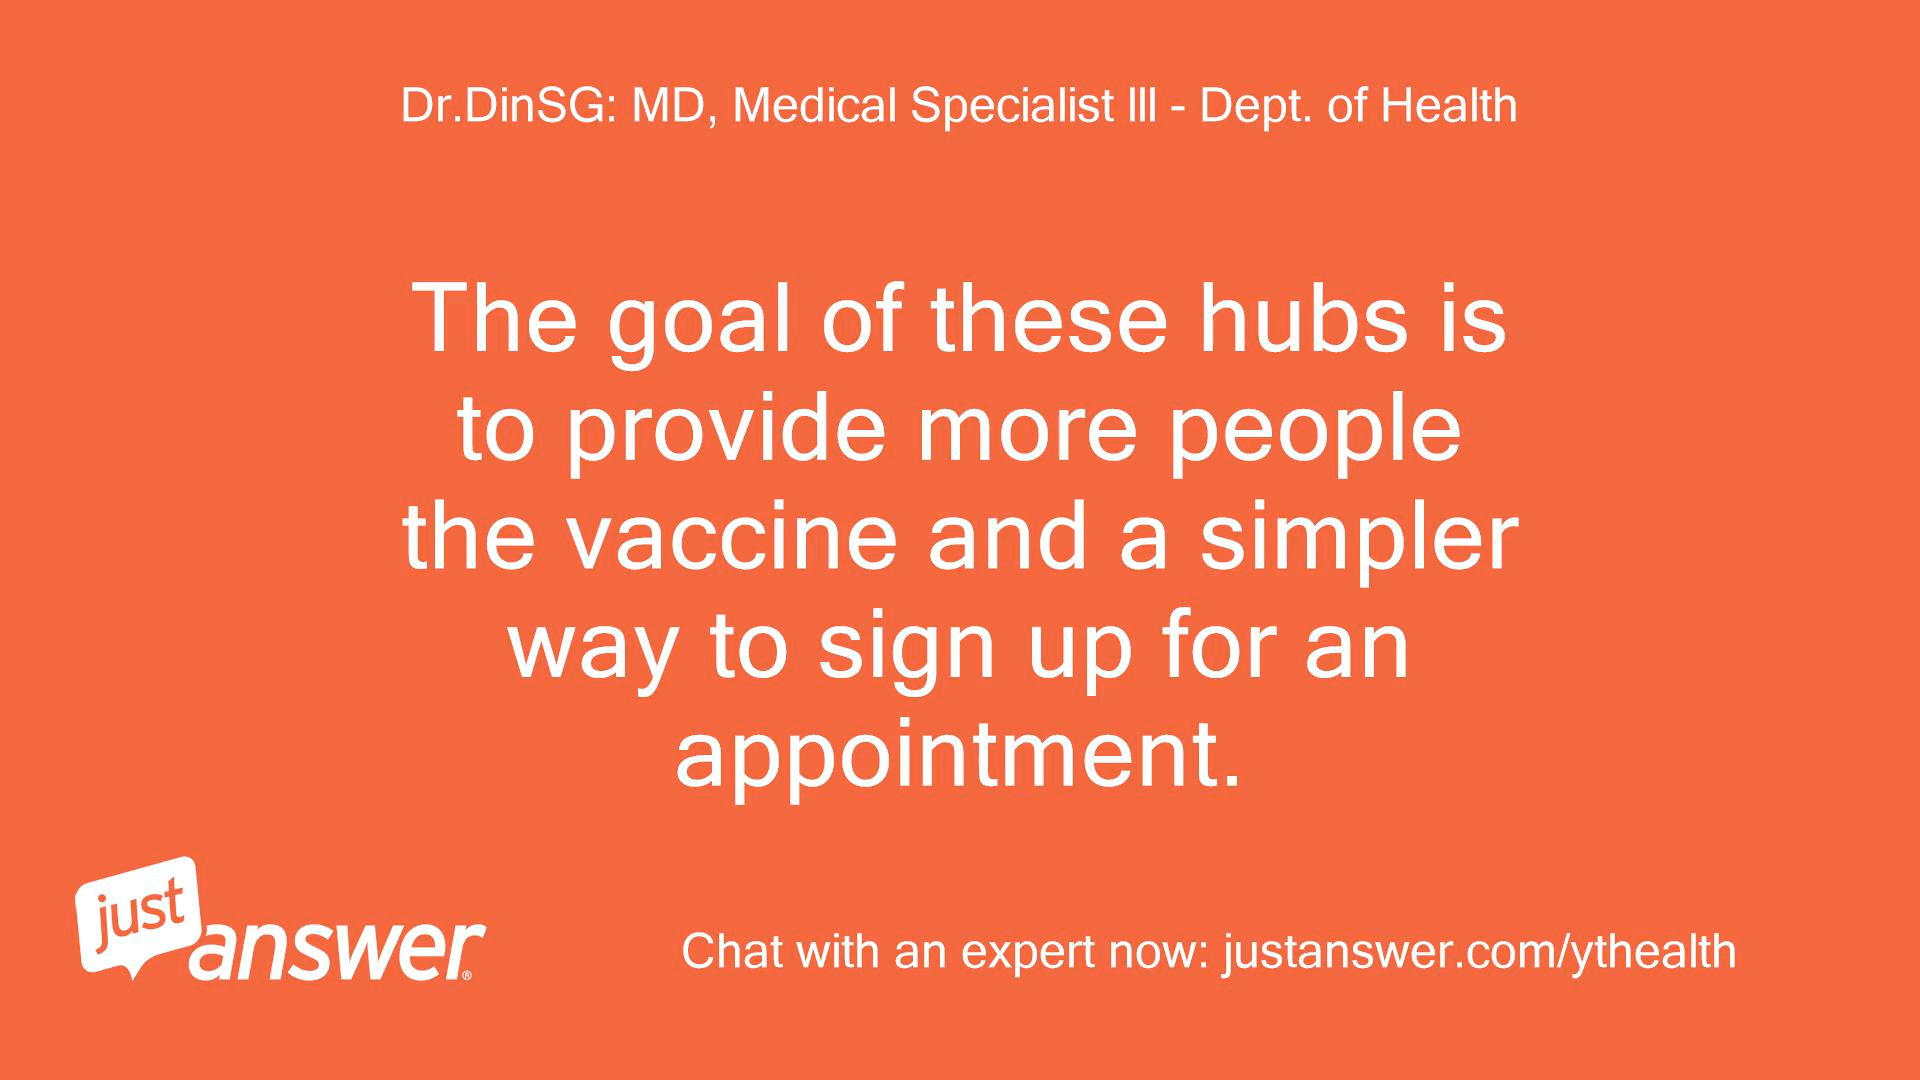 Dr.DinSG: MD, Medical Specialist III - Dept. of Health
The goal of these hubs is
to provide more people
the vaccine and a simpler
way to sign up for an
appointment.
just
answer®
Chat with an expert now: justanswer.com/ythealth